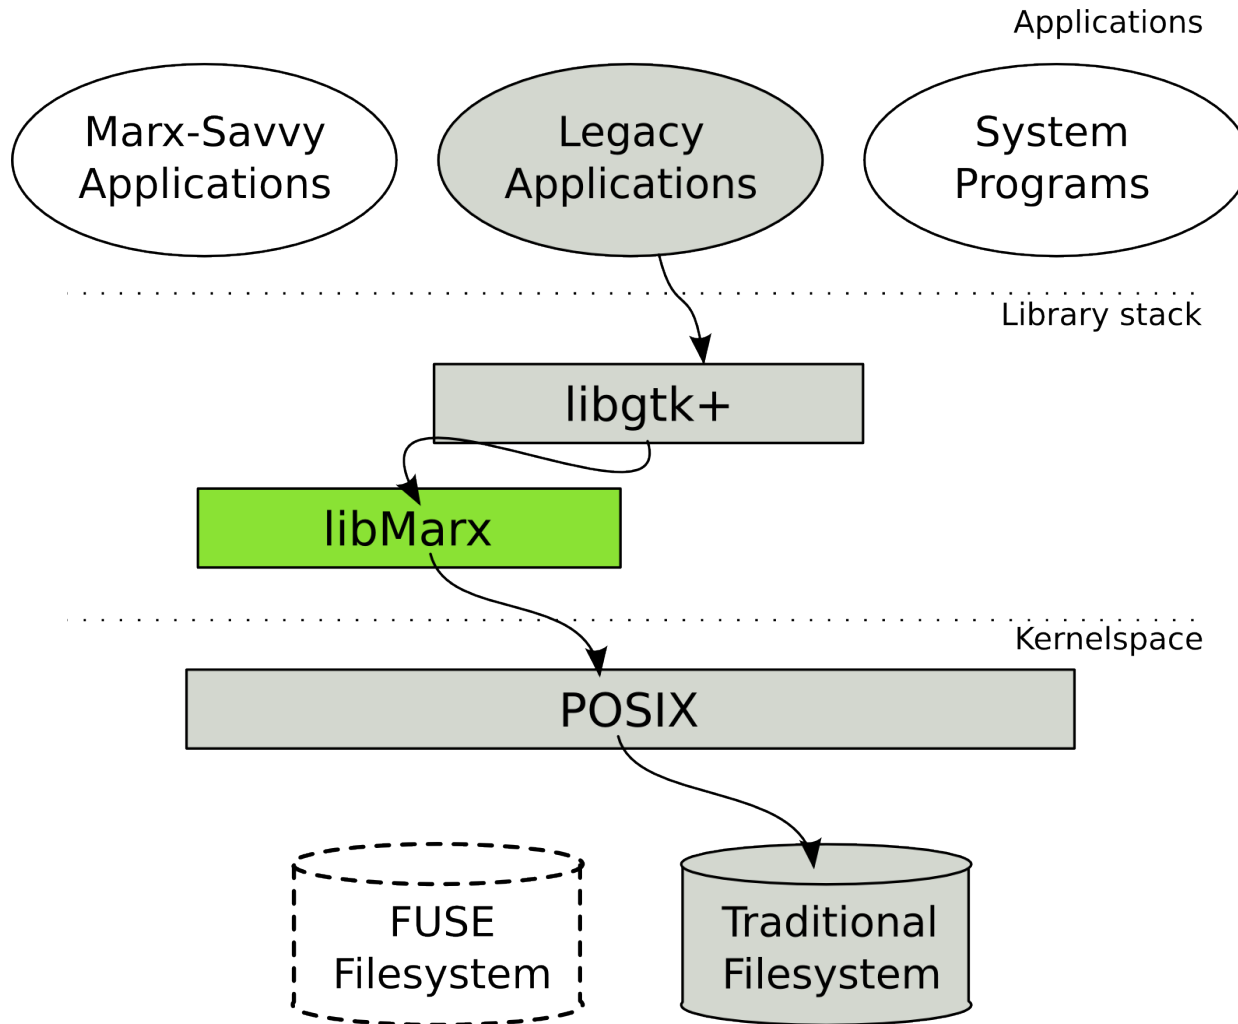 Applications
Marx-Savvy
Applications
Legacy
Applications
System
Programs
Library stack
libgtk+
libMarx
Kernelspace
POSIX
FUSE
Filesystem
Traditional
Filesystem